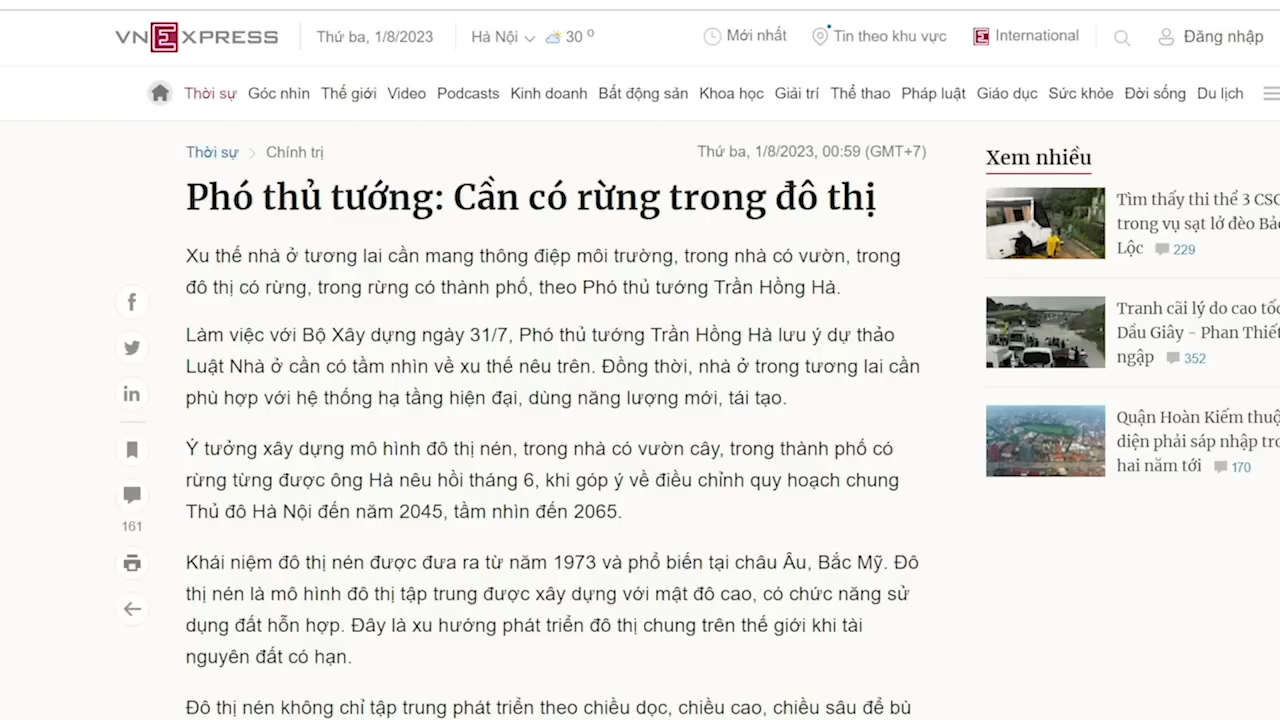 VNEXPRESS
Thứ ba, 1/8/2023
Hà Nội
30 º
Mới nhất
Tin theo khu vực
International
Đăng nhập
Thời sự Góc nhìn Thế giới Video Podcasts Kinh doanh Bất động sản Khoa học Giải trí Thể thao Pháp luật Giáo dục Sức khỏe Đời sống Du lịch
Thời sự > Chính trị
Thứ ba, 1/8/2023, 00:59 (GMT+7)
Phó thủ tướng: Cần có rừng trong đô thị
Xu thế nhà ở tương lai cần mang thông điệp môi trường, trong nhà có vườn, trong
đô thị có rừng, trong rừng có thành phố, theo Phó thủ tướng Trần Hồng Hà.
Làm việc với Bộ Xây dựng ngày 31/7, Phó thủ tướng Trần Hồng Hà lưu ý dự thảo
Luật Nhà ở cần có tầm nhìn về xu thế nêu trên. Đồng thời, nhà ở trong tương lai cần
phù hợp với hệ thống hạ tầng hiện đại, dùng năng lượng mới, tái tạo.
Ý tưởng xây dựng mô hình đô thị nén, trong nhà có vườn cây, trong thành phố có
rừng từng được ông Hà nêu hồi tháng 6, khi góp ý về điều chỉnh quy hoạch chung
Thủ đô Hà Nội đến năm 2045, tầm nhìn đến 2065.
Khái niệm đô thị nén được đưa ra từ năm 1973 và phổ biến tại châu Âu, Bắc Mỹ. Đô
thị nén là mô hình đô thị tập trung được xây dựng với mật đô cao, có chức năng sử
dụng đất hỗn hợp. Đây là xu hướng phát triển đô thị chung trên thế giới khi tài
nguyên đất có hạn.
Đô thị nén không chỉ tập trung phát triển theo chiều dọc, chiều cao, chiều sâu để bù
161
Xem nhiều
Tìm thấy thi thể 3 CSG
trong vụ sạt lở đèo Bảo
Lộc 229
Tranh cãi lý do cao tốc
Dầu Giây - Phan Thiết
ngập 352
Quận Hoàn Kiếm thuộ
diện phải sáp nhập tro
hai năm tới 170